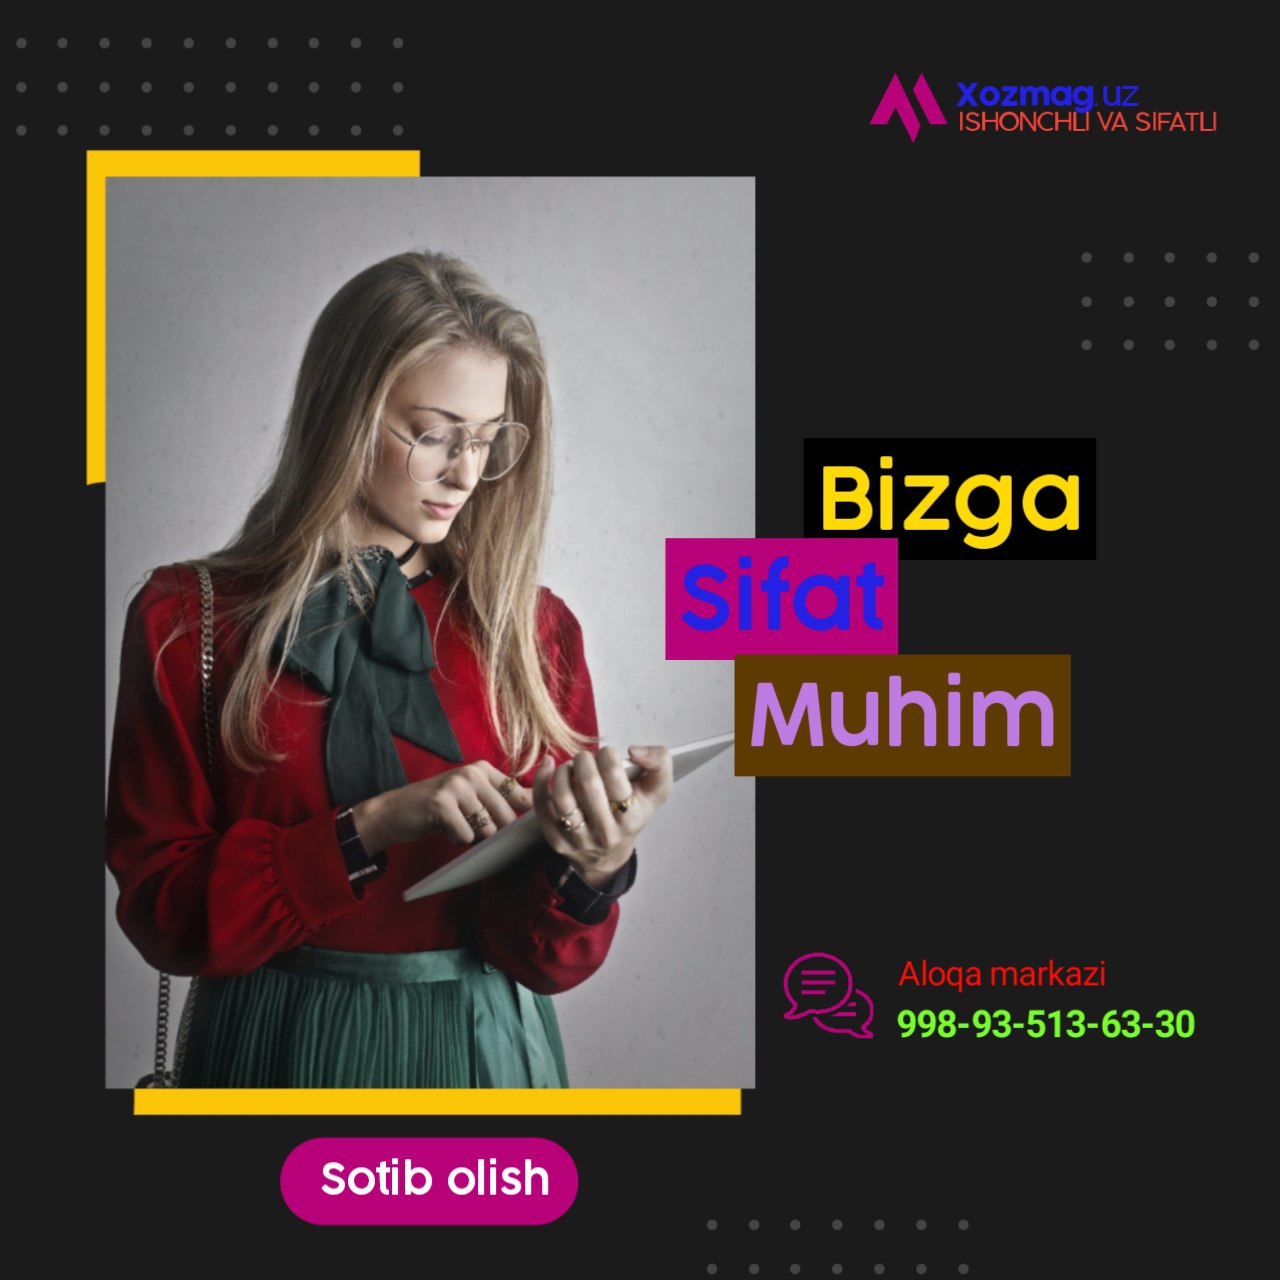 Xozmag.uz
ISHONCHLI VA SIFATLI
Bizga
Sifat
Muhim
Aloqa markazi
998-93-513-63-30
Sotib olish